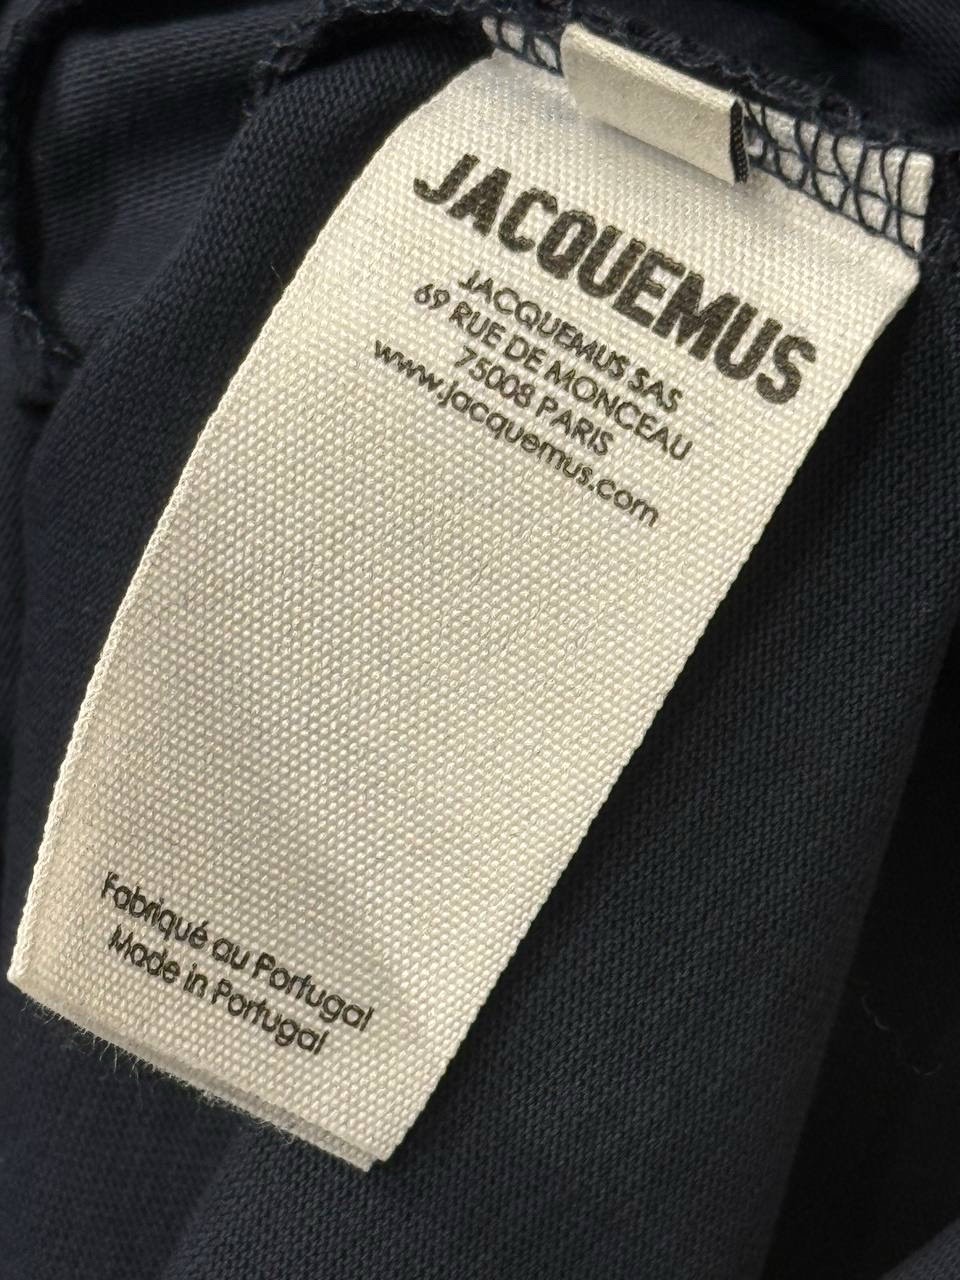 JACQUEMUS
JACQUEMUS SAS
69 RUE DE MONCEAU
75008 PARIS
www.jacquemus.com
Fabriqué au Portugal
Made in Portugal